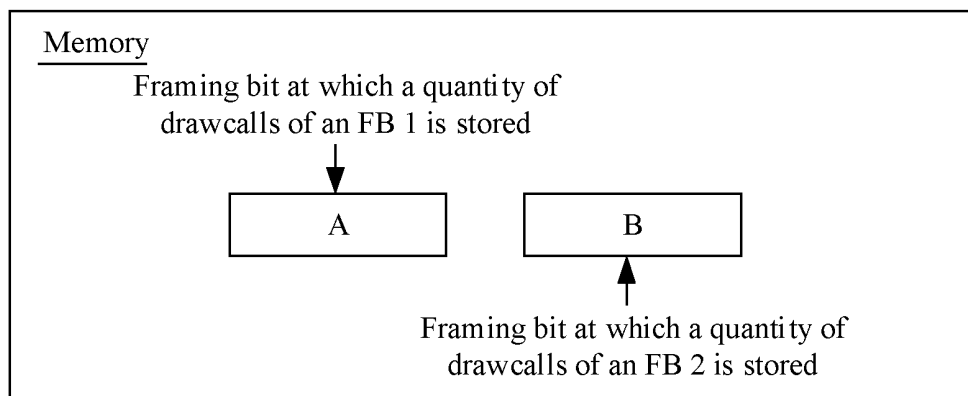 Memory
Framing bit at which a quantity of
drawcalls of an FB 1 is stored
A
B
Framing bit at which a quantity of
drawcalls of an FB 2 is stored